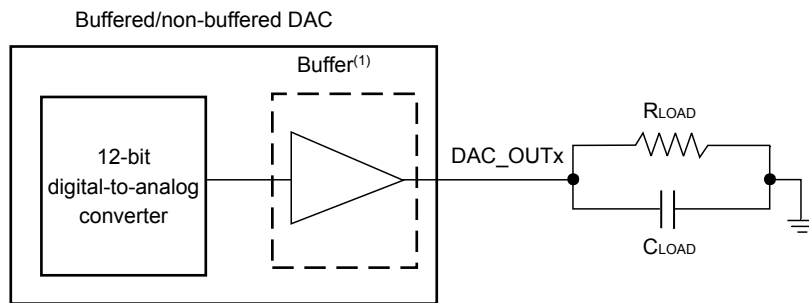 Buffered/non-buffered DAC
Buffer(1)
12-bit
digital-to-analog
converter
DAC_OUTx
RLOAD
CLOAD